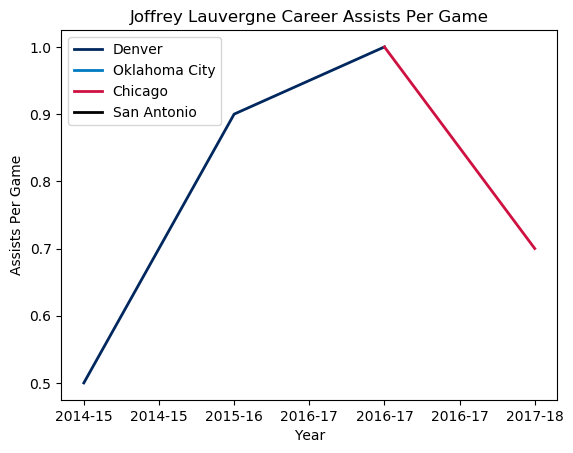 Joffrey Lauvergne Career Assists Per Game
Denver
Oklahoma City
Chicago
San Antonio
1.0
0.9
0.8
0.7
0.6
0.5
Assists Per Game
2014-15 2014-15 2015-16 2016-17 2016-17 2016-17 2017-18
Year